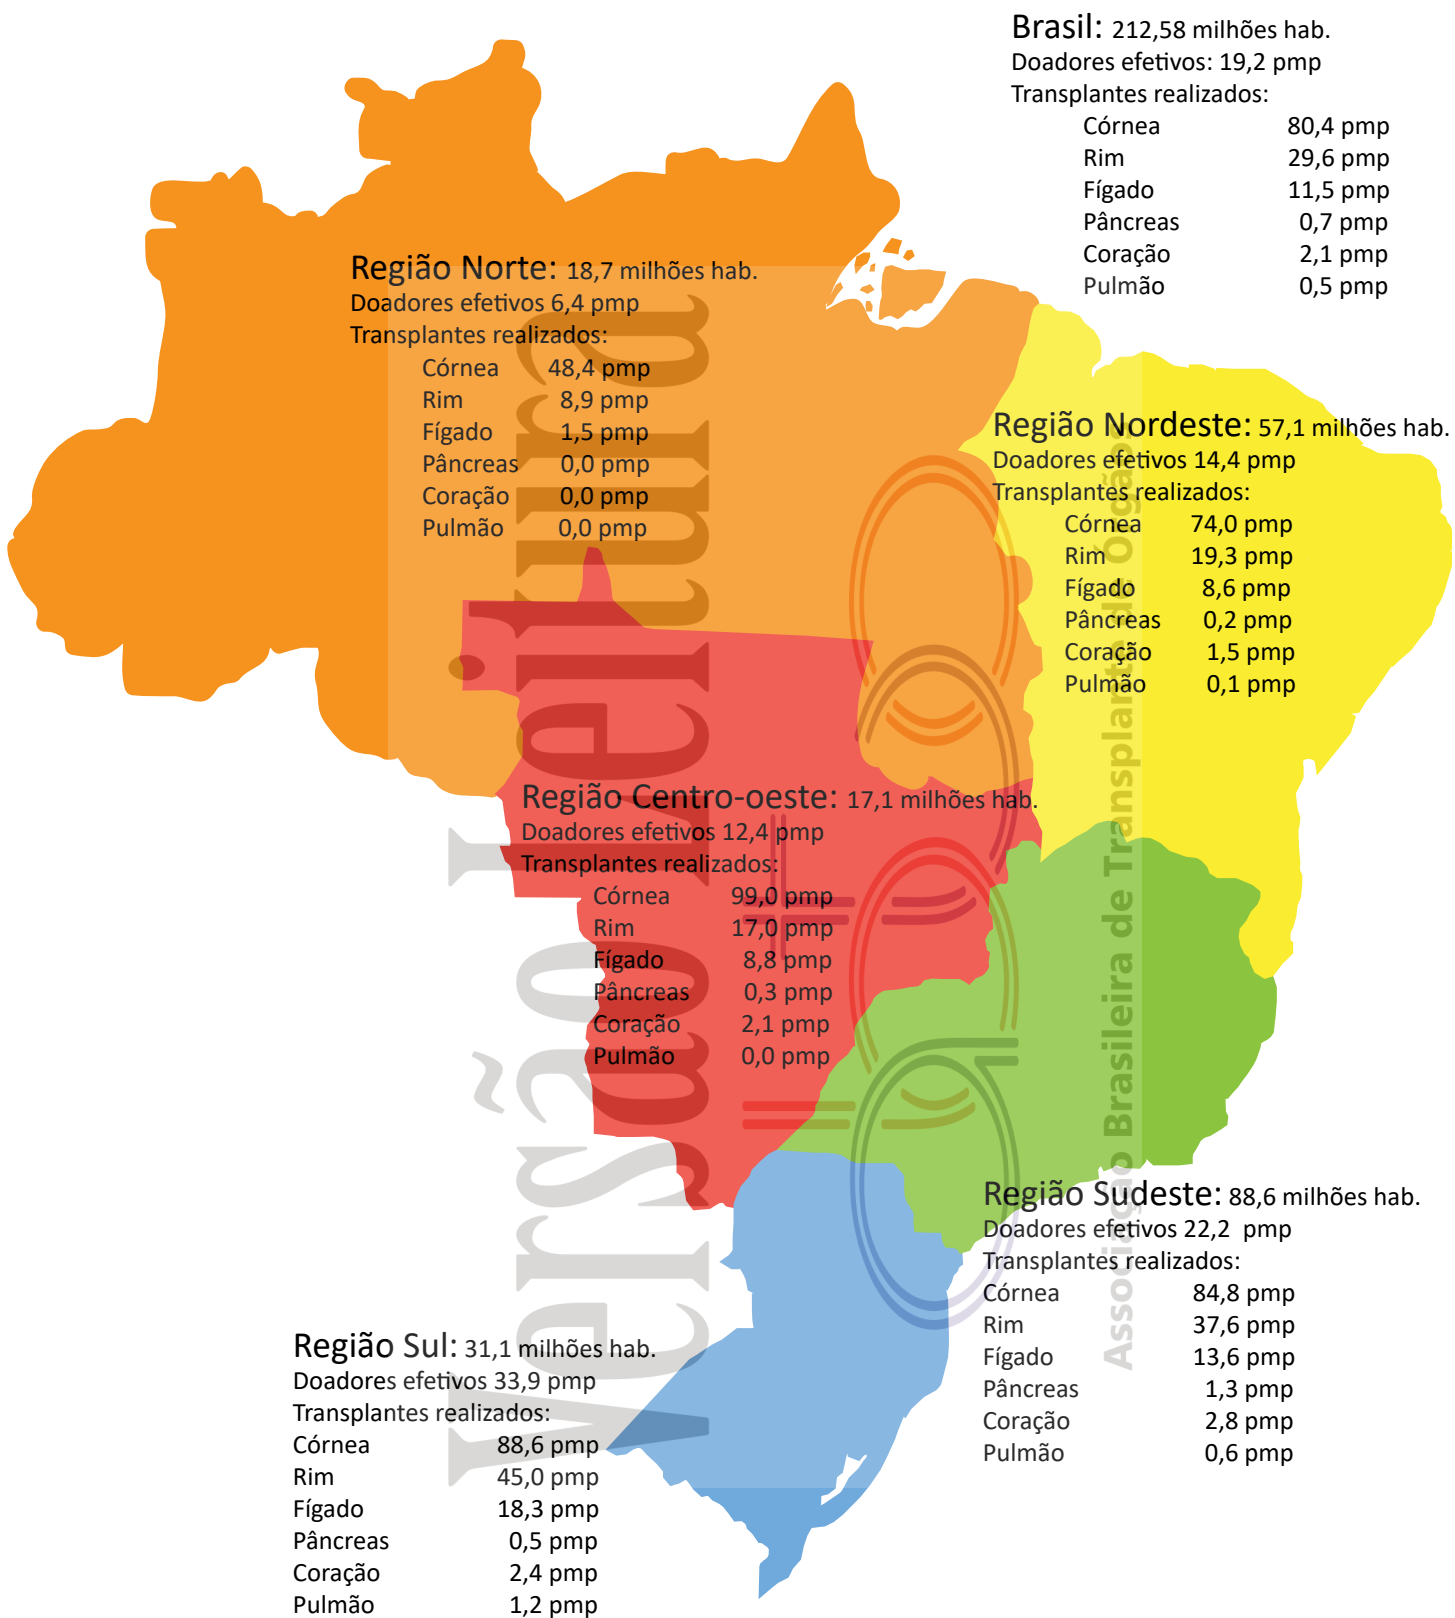 Brasil: 212,58 milhões hab.
Doadores efetivos: 19,2 pmp
Transplantes realizados:
Córnea 80,4 pmp
Rim 29,6 pmp
Fígado 11,5 pmp
Pâncreas 0,7 pmp
Coração 2,1 pmp
Pulmão 0,5 pmp
Região Norte: 18,7 milhões hab.
Doadores efetivos 6,4 pmp
Transplantes realizados:
Córnea 48,4 pmp
Rim 8,9 pmp
Fígado 1,5 pmp
Pâncreas 0,0 pmp
Coração 0,0 pmp
Pulmão 0,0 pmp
Região Nordeste: 57,1 milhões hab.
Doadores efetivos 14,4 pmp
Transplantes realizados:
Córnea 74,0 pmp
Rim 19,3 pmp
Fígado 8,6 pmp
Pâncreas 0,2 pmp
Coração 1,5 pmp
Pulmão 0,1 pmp
Região Centro-oeste: 17,1 milhões hab.
Doadores efetivos 12,4 pmp
Transplantes realizados:
Córnea 99,0 pmp
Rim 17,0 pmp
Fígado 8,8 pmp
Pâncreas 0,3 pmp
Coração 2,1 pmp
Pulmão 0,0 pmp
Região Sudeste: 88,6 milhões hab.
Doadores efetivos 22,2 pmp
Transplantes realizados:
Córnea 84,8 pmp
Rim 37,6 pmp
Fígado 13,6 pmp
Pâncreas 1,3 pmp
Coração 2,8 pmp
Pulmão 0,6 pmp
Região Sul: 31,1 milhões hab.
Doadores efetivos 33,9 pmp
Transplantes realizados:
Córnea 88,6 pmp
Rim 45,0 pmp
Fígado 18,3 pmp
Pâncreas 0,5 pmp
Coração 2,4 pmp
Pulmão 1,2 pmp
Versão Leitura
abto
Associação Brasileira de Transplante de Órgãos